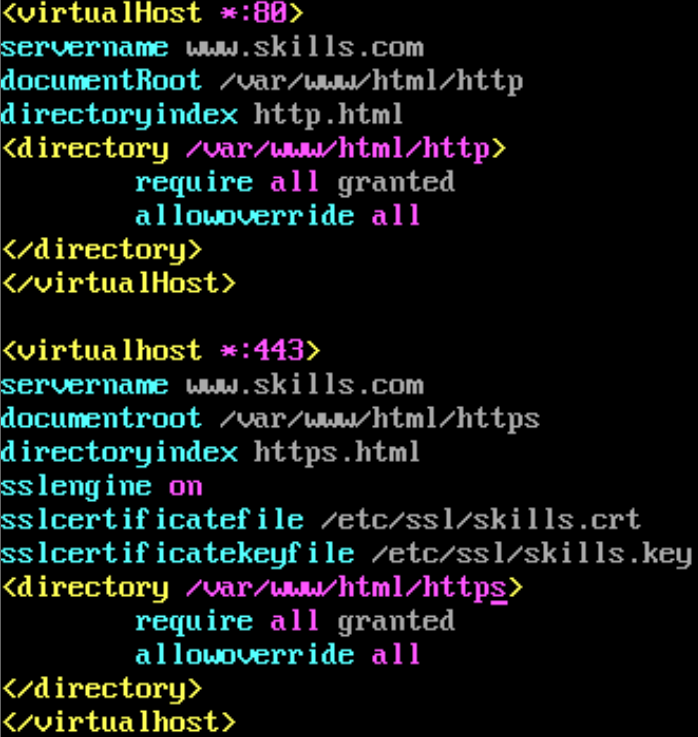 <virtualHost *:80>
servername www.skills.com
documentRoot /var/www/html/http
directoryindex http.html
<directory /var/www/html/http>
require all granted
allowoverride all
</directory>
</virtualHost>
<virtualhost *:443>
servername www.skills.com
documentroot /var/www/html/https
directoryindex https.html
sslengine on
sslcertificatefile /etc/ssl/skills.crt
sslcertificatekeyfile /etc/ssl/skills.key
<directory /var/www/html/https>
require all granted
allowoverride all
</directory>
</virtualhost>